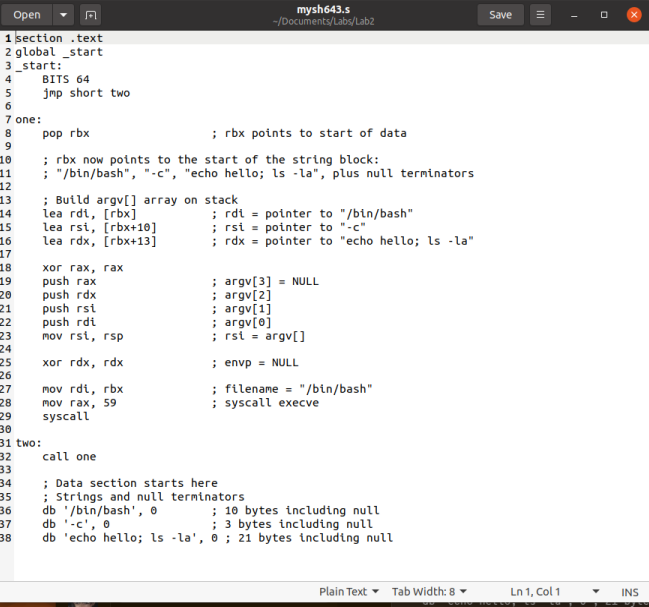 Open
mysh643.s
~/Documents/Labs/Lab2
Save
1 section .text
2 global _start
3 _start:
4     BITS 64
5     jmp short two
6
7 one:
8     pop rbx                  ; rbx points to start of data
9
10     ; rbx now points to the start of the string block:
11     ; "/bin/bash", "-c", "echo hello; ls -la", plus null terminators
12
13     ; Build argv[] array on stack
14     lea rdi, [rbx]           ; rdi = pointer to "/bin/bash"
15     lea rsi, [rbx+10]        ; rsi = pointer to "-c"
16     lea rdx, [rbx+13]        ; rdx = pointer to "echo hello; ls -la"
17
18     xor rax, rax
19     push rax                 ; argv[3] = NULL
20     push rdx                 ; argv[2]
21     push rsi                 ; argv[1]
22     push rdi                 ; argv[0]
23     mov rsi, rsp             ; rsi = argv[]
24
25     xor rdx, rdx             ; envp = NULL
26
27     mov rdi, rbx             ; filename = "/bin/bash"
28     mov rax, 59              ; syscall execve
29     syscall
30
31 two:
32     call one
33
34     ; Data section starts here
35     ; Strings and null terminators
36     db '/bin/bash', 0        ; 10 bytes including null
37     db '-c', 0               ; 3 bytes including null
38     db 'echo hello; ls -la', 0 ; 21 bytes including null
Plain Text Tab Width: 8 Ln 1, Col 1 INS